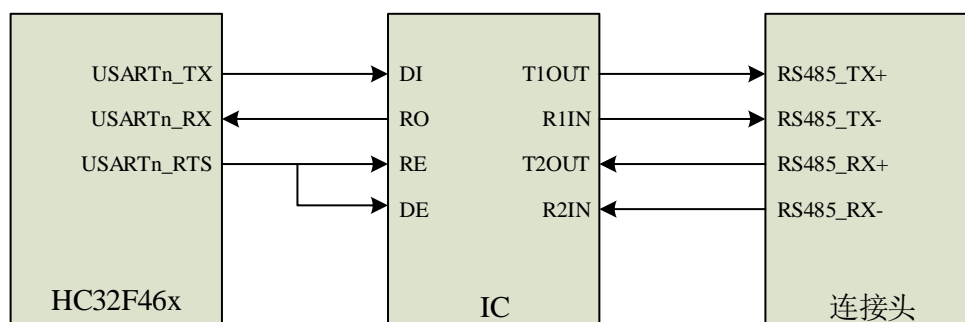 USARTn_TX DI T1OUT RS485_TX+
USARTn_RX RO R1IN RS485_TX-
USARTn_RTS RE T2OUT RS485_RX+
DE R2IN RS485_RX-
HC32F46x IC 连接头